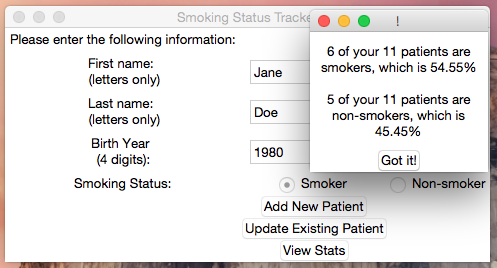 Smoking Status Tracke
!
Please enter the following information:
6 of your 11 patients are
smokers, which is 54.55%
5 of your 11 patients are
non-smokers, which is
45.45%
Got it!
First name:
(letters only)
Jane
Last name:
(letters only)
Doe
Birth Year
(4 digits):
1980
Smoking Status:
Smoker
Non-smoker
Add New Patient
Update Existing Patient
View Stats